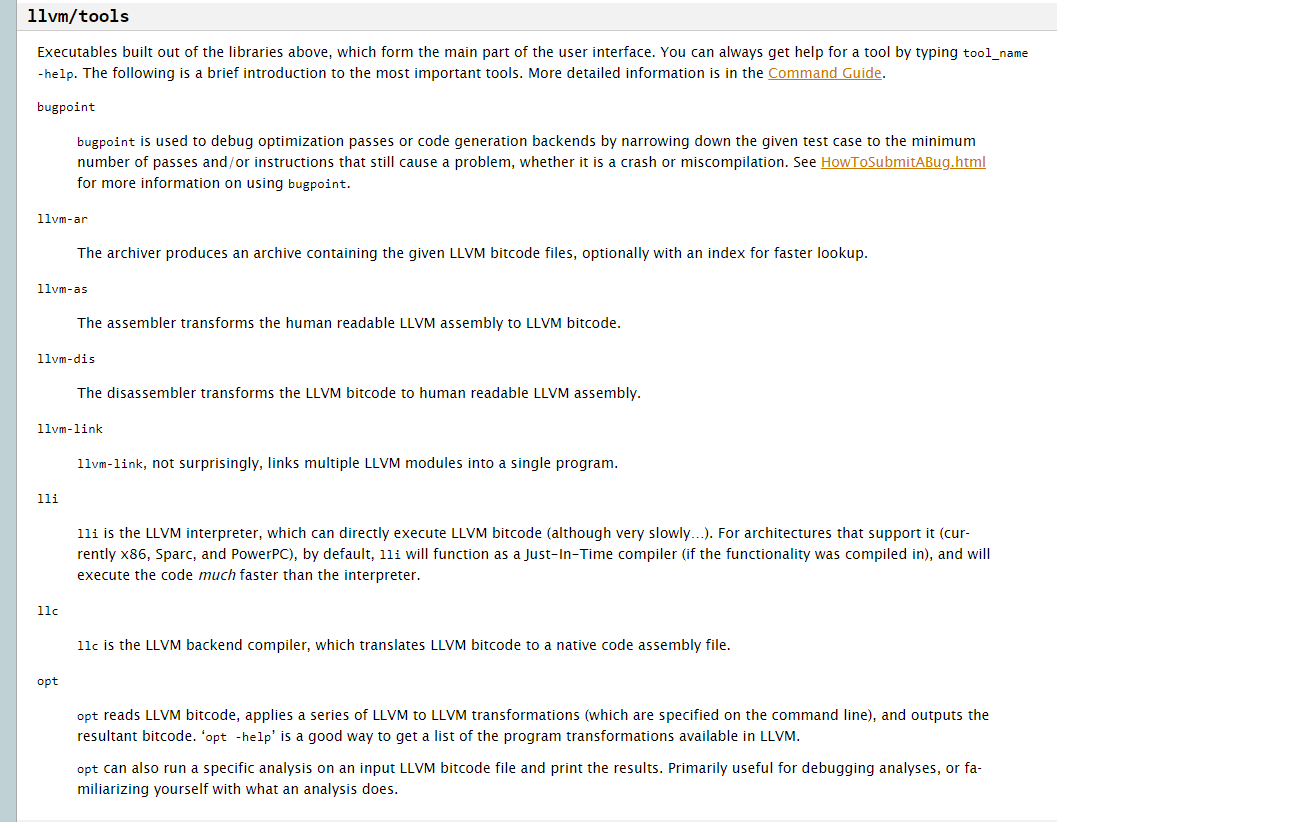 llvm/tools
Executables built out of the libraries above, which form the main part of the user interface. You can always get help for a tool by typing tool_name
-help. The following is a brief introduction to the most important tools. More detailed information is in the Command Guide.
bugpoint
bugpoint is used to debug optimization passes or code generation backends by narrowing down the given test case to the minimum
number of passes and/or instructions that still cause a problem, whether it is a crash or miscompilation. See HowToSubmitABug.html
for more information on using bugpoint.
llvm-ar
The archiver produces an archive containing the given LLVM bitcode files, optionally with an index for faster lookup.
llvm-as
The assembler transforms the human readable LLVM assembly to LLVM bitcode.
llvm-dis
The disassembler transforms the LLVM bitcode to human readable LLVM assembly.
llvm-link
llvm-link, not surprisingly, links multiple LLVM modules into a single program.
lli
lli is the LLVM interpreter, which can directly execute LLVM bitcode (although very slowly…). For architectures that support it (cur-
rently x86, Sparc, and PowerPC), by default, lli will function as a Just-In-Time compiler (if the functionality was compiled in), and will
execute the code much faster than the interpreter.
llc
llc is the LLVM backend compiler, which translates LLVM bitcode to a native code assembly file.
opt
opt reads LLVM bitcode, applies a series of LLVM to LLVM transformations (which are specified on the command line), and outputs the
resultant bitcode. ‘opt -help’ is a good way to get a list of the program transformations available in LLVM.
opt can also run a specific analysis on an input LLVM bitcode file and print the results. Primarily useful for debugging analyses, or fa-
miliarizing yourself with what an analysis does.